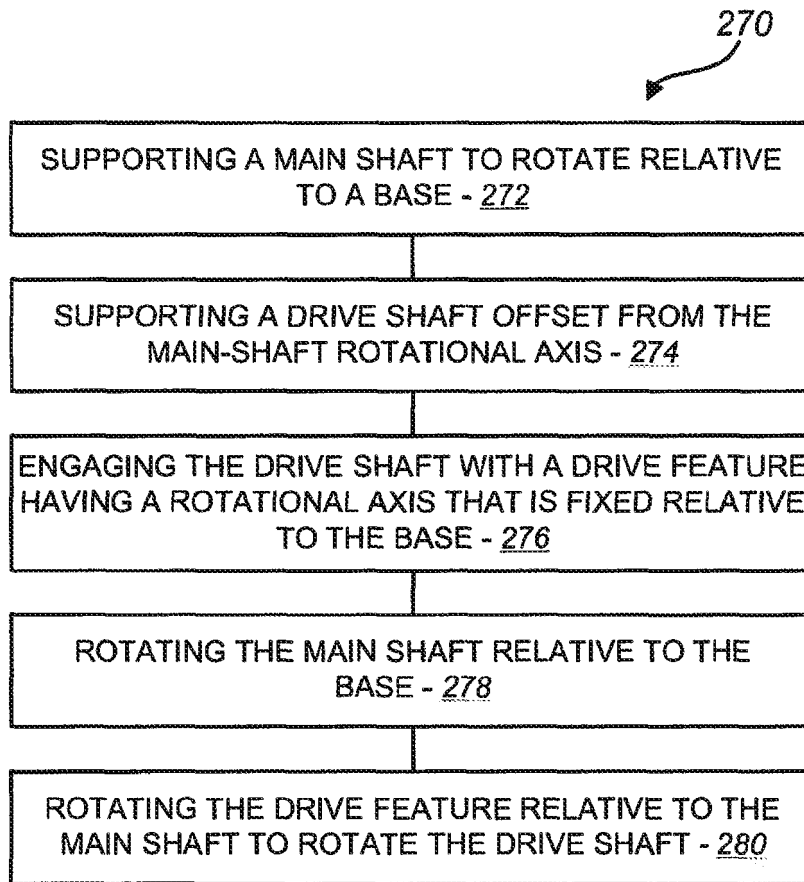 270
SUPPORTING A MAIN SHAFT TO ROTATE RELATIVE
TO A BASE - 272
SUPPORTING A DRIVE SHAFT OFFSET FROM THE
MAIN-SHAFT ROTATIONAL AXIS - 274
ENGAGING THE DRIVE SHAFT WITH A DRIVE FEATURE
HAVING A ROTATIONAL AXIS THAT IS FIXED RELATIVE
TO THE BASE - 276
ROTATING THE MAIN SHAFT RELATIVE TO THE
BASE - 278
ROTATING THE DRIVE FEATURE RELATIVE TO THE
MAIN SHAFT TO ROTATE THE DRIVE SHAFT - 280